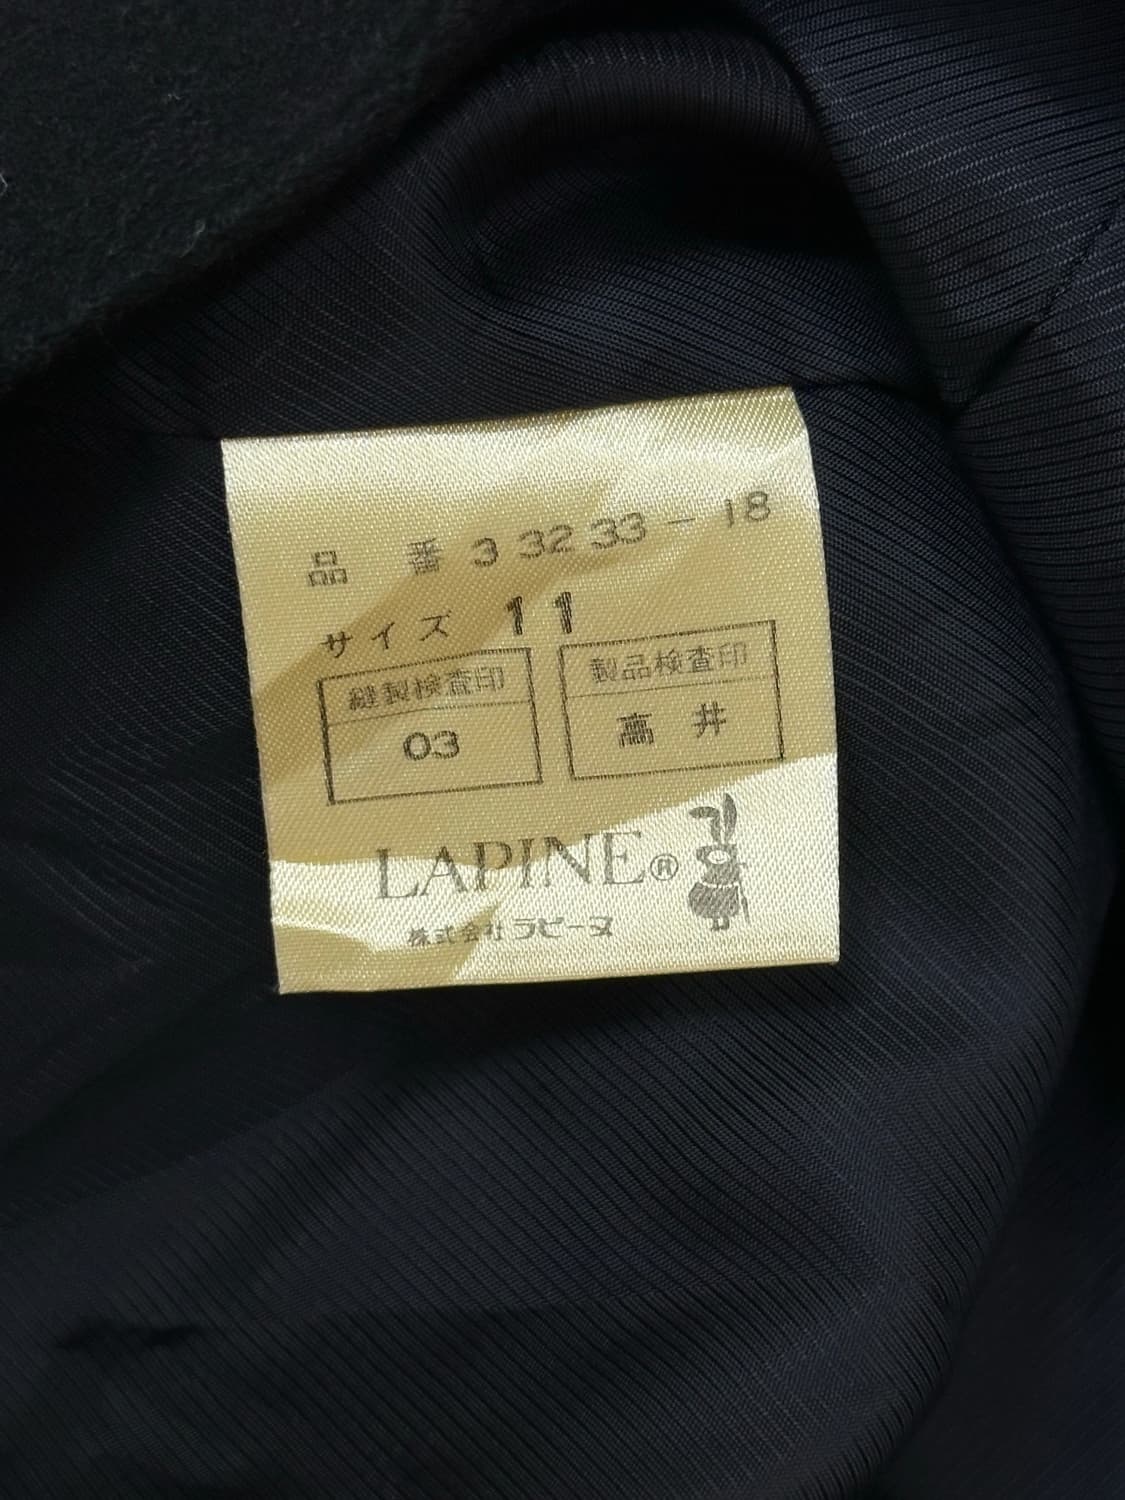 品 番 3 32 33 - 18
サイズ 11
縫製検査印 製品検査印
03 高井
LAPINE®
株式会社ラピーヌ